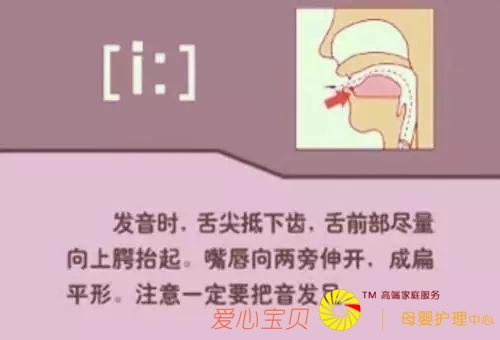 [i:]
发音时，舌尖抵下齿，舌前部尽量
向上腭抬起。嘴唇向两旁伸开，成扁
平形。注意一定要把音发
爱心宝贝
TM 高端家庭服务
母婴护理中心